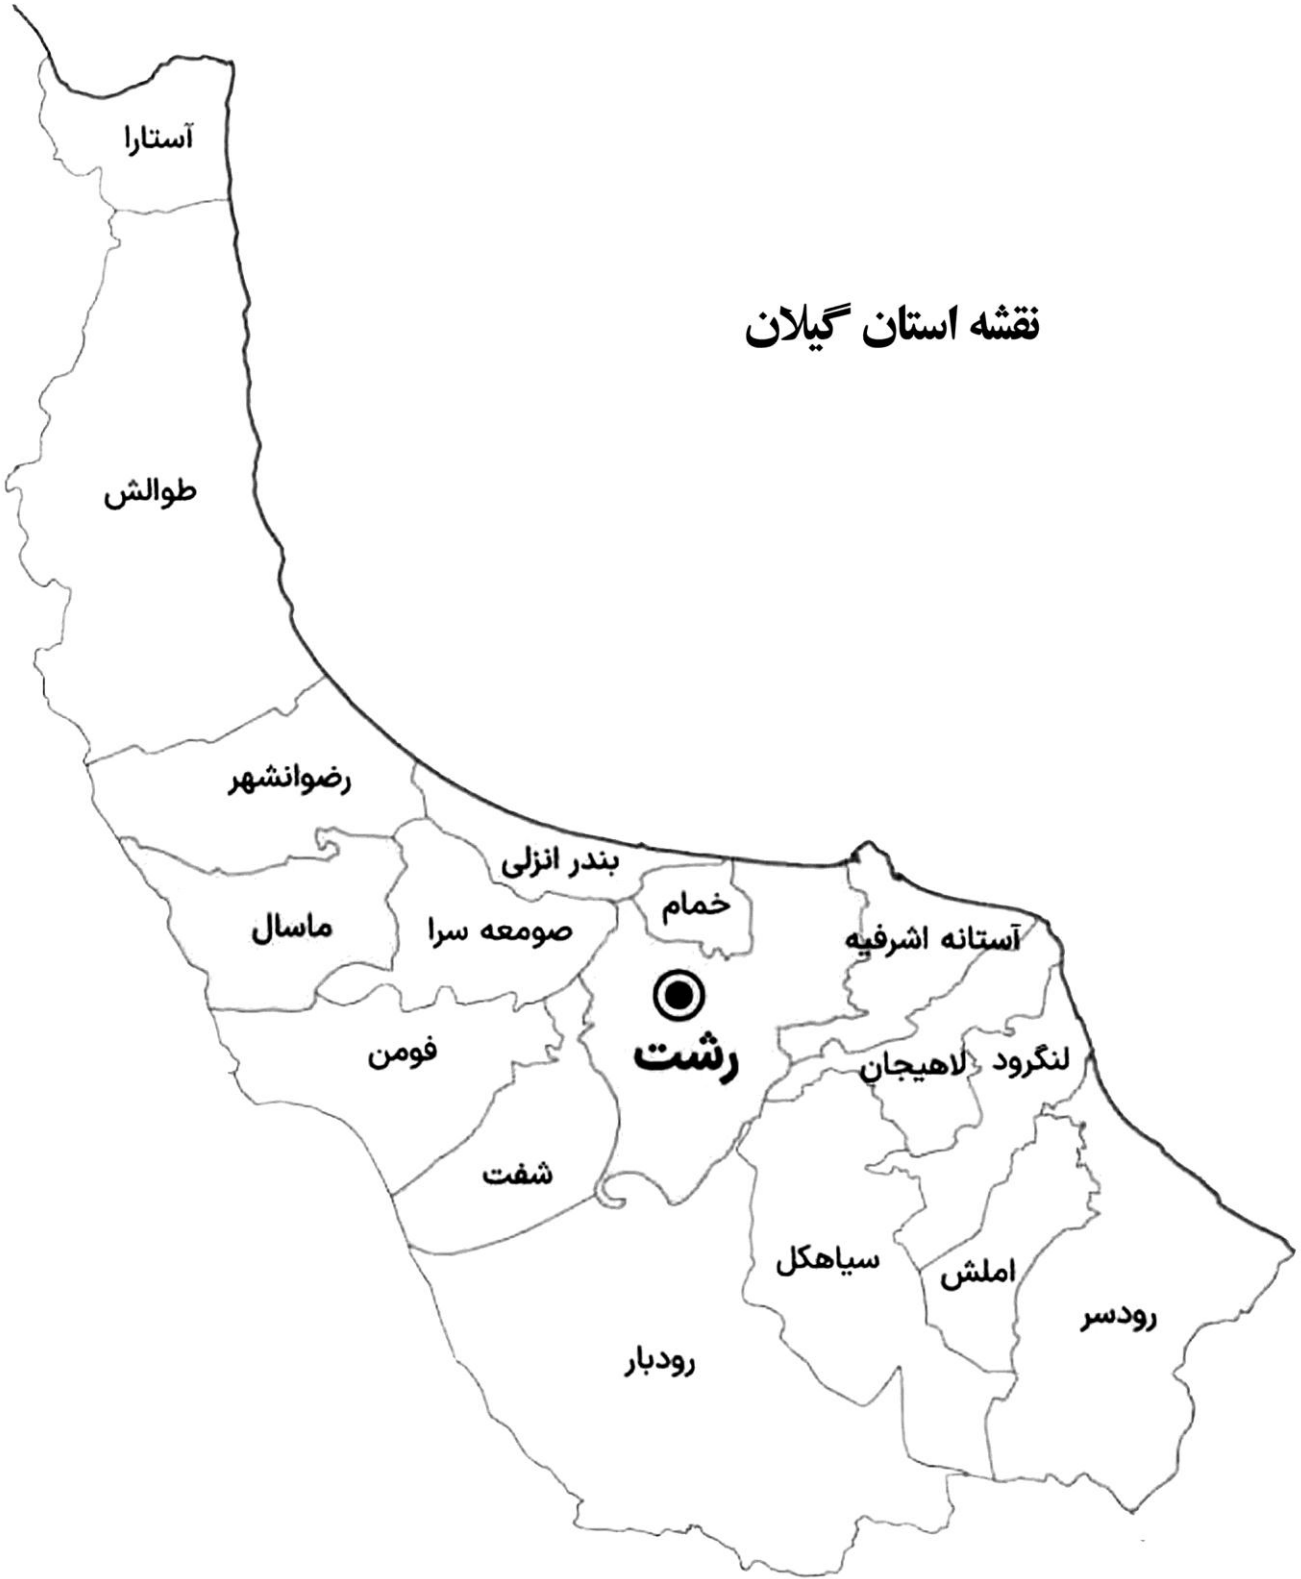 آستارا
نقشه استان گیلان
طوالش
رضوانشهر
بندر انزلی
خمام
ماسال
صومعه سرا
آستانه اشرفیه
رشت
فومن
لاهیجان
لنگرود
شفت
سیاهکل
املش
رودسر
رودبار